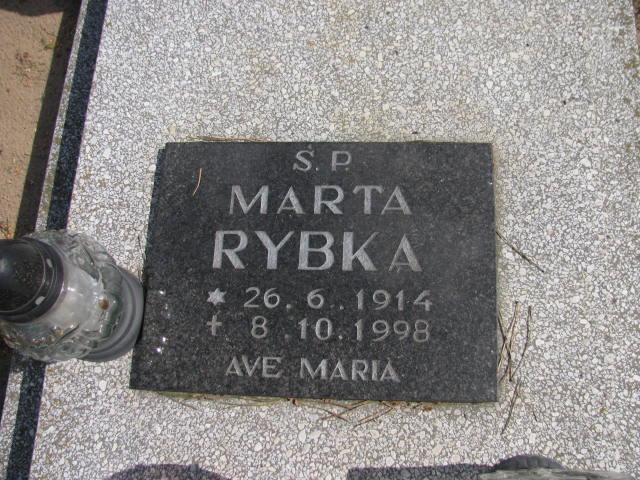 Ś. P.
MARTA
RYBKA
* 26. 6. 1914
+ 8. 10. 1998
AVE MARIA